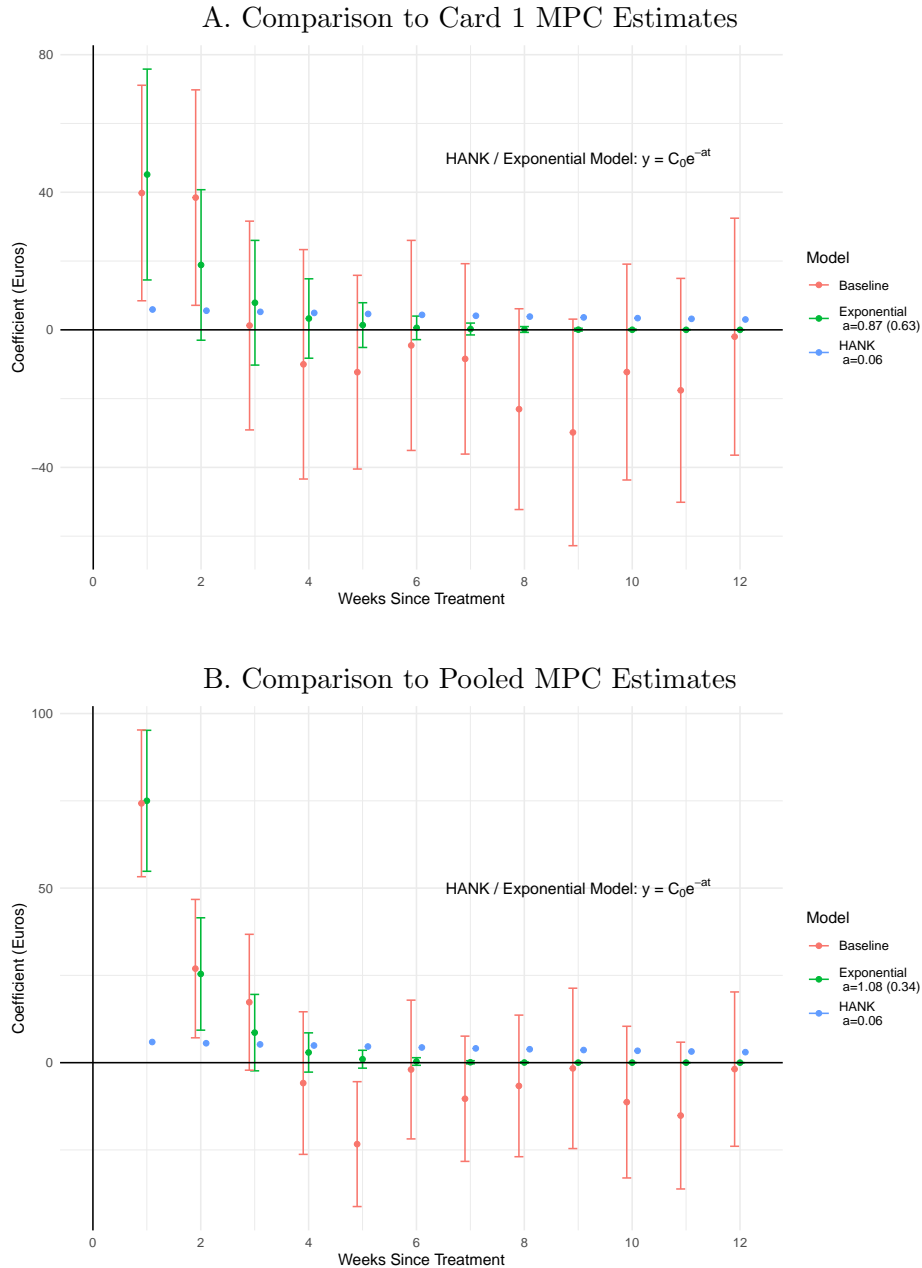 A. Comparison to Card 1 MPC Estimates
80
40
0
−40
Coefficient (Euros)
HANK / Exponential Model: y = C₀e⁻ᵃᵗ
Model
Baseline
Exponential
a=0.87 (0.63)
HANK
a=0.06
0 2 4 6 8 10 12
Weeks Since Treatment
B. Comparison to Pooled MPC Estimates
100
50
0
Coefficient (Euros)
HANK / Exponential Model: y = C₀e⁻ᵃᵗ
Model
Baseline
Exponential
a=1.08 (0.34)
HANK
a=0.06
0 2 4 6 8 10 12
Weeks Since Treatment